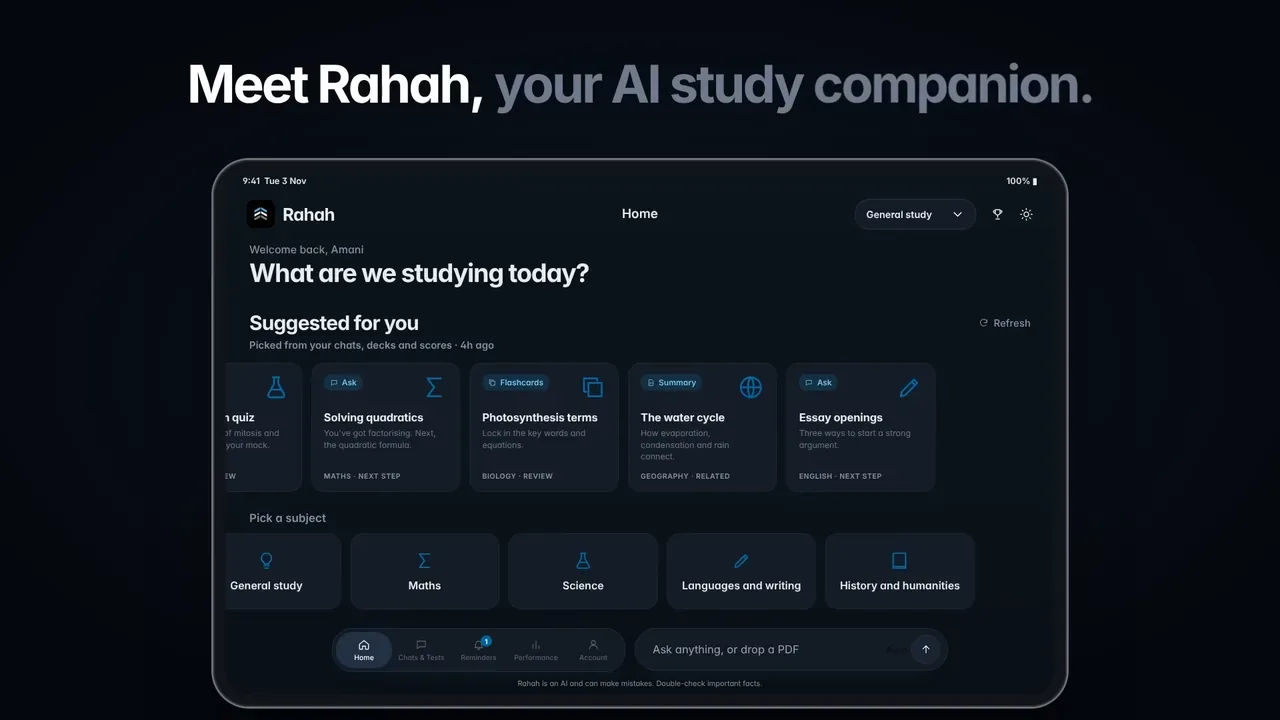 Meet Rahah, your AI study companion.
9:41 Tue 3 Nov
100%
Rahah
Home
General study
Welcome back, Amani
What are we studying today?
Suggested for you
Refresh
Picked from your chats, decks and scores · 4h ago
quiz
of mitosis and
your mock.
Ask
Solving quadratics
You've got factorising. Next,
the quadratic formula.
MATHS · NEXT STEP
Flashcards
Photosynthesis terms
Lock in the key words and
equations.
BIOLOGY · REVIEW
Summary
The water cycle
How evaporation,
condensation and rain
connect.
GEOGRAPHY · RELATED
Ask
Essay openings
Three ways to start a strong
argument.
ENGLISH · NEXT STEP
Pick a subject
General study
Maths
Science
Languages and writing
History and humanities
Home
Chats & Tests
1
Reminders
Performance
Account
Ask anything, or drop a PDF
Rahah is an AI and can make mistakes. Double-check important facts.